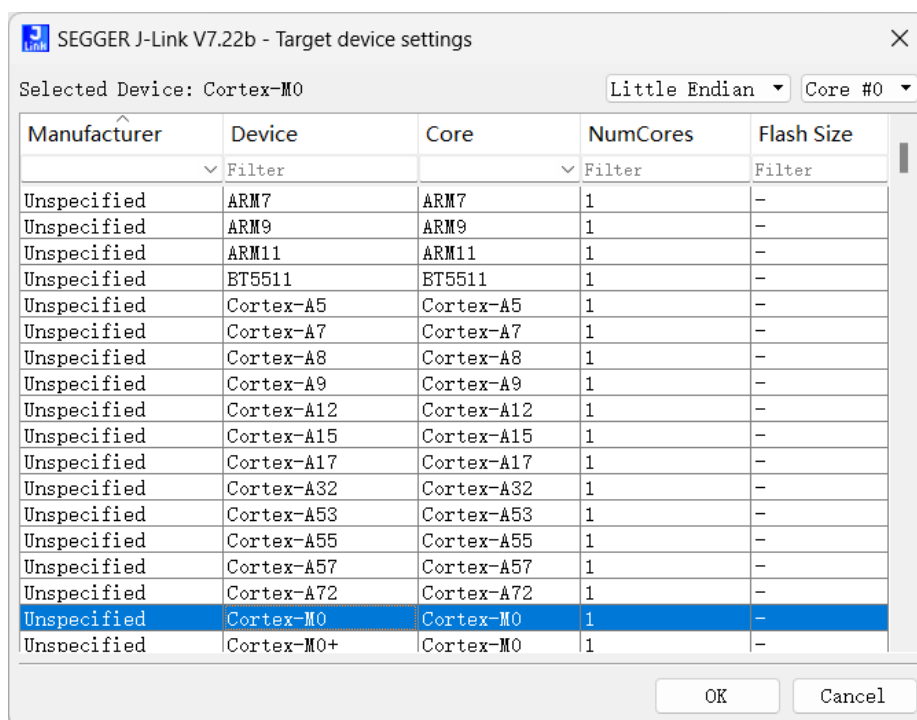 J Link SEGGER J-Link V7.22b - Target device settings
Selected Device: Cortex-M0 Little Endian Core #0
Manufacturer Device Core NumCores Flash Size
Filter Filter Filter
Unspecified ARM7 ARM7 1 -
Unspecified ARM9 ARM9 1 -
Unspecified ARM11 ARM11 1 -
Unspecified BT5511 BT5511 1 -
Unspecified Cortex-A5 Cortex-A5 1 -
Unspecified Cortex-A7 Cortex-A7 1 -
Unspecified Cortex-A8 Cortex-A8 1 -
Unspecified Cortex-A9 Cortex-A9 1 -
Unspecified Cortex-A12 Cortex-A12 1 -
Unspecified Cortex-A15 Cortex-A15 1 -
Unspecified Cortex-A17 Cortex-A17 1 -
Unspecified Cortex-A32 Cortex-A32 1 -
Unspecified Cortex-A53 Cortex-A53 1 -
Unspecified Cortex-A55 Cortex-A55 1 -
Unspecified Cortex-A57 Cortex-A57 1 -
Unspecified Cortex-A72 Cortex-A72 1 -
Unspecified Cortex-M0 Cortex-M0 1 -
Unspecified Cortex-M0+ Cortex-M0 1 -
OK Cancel